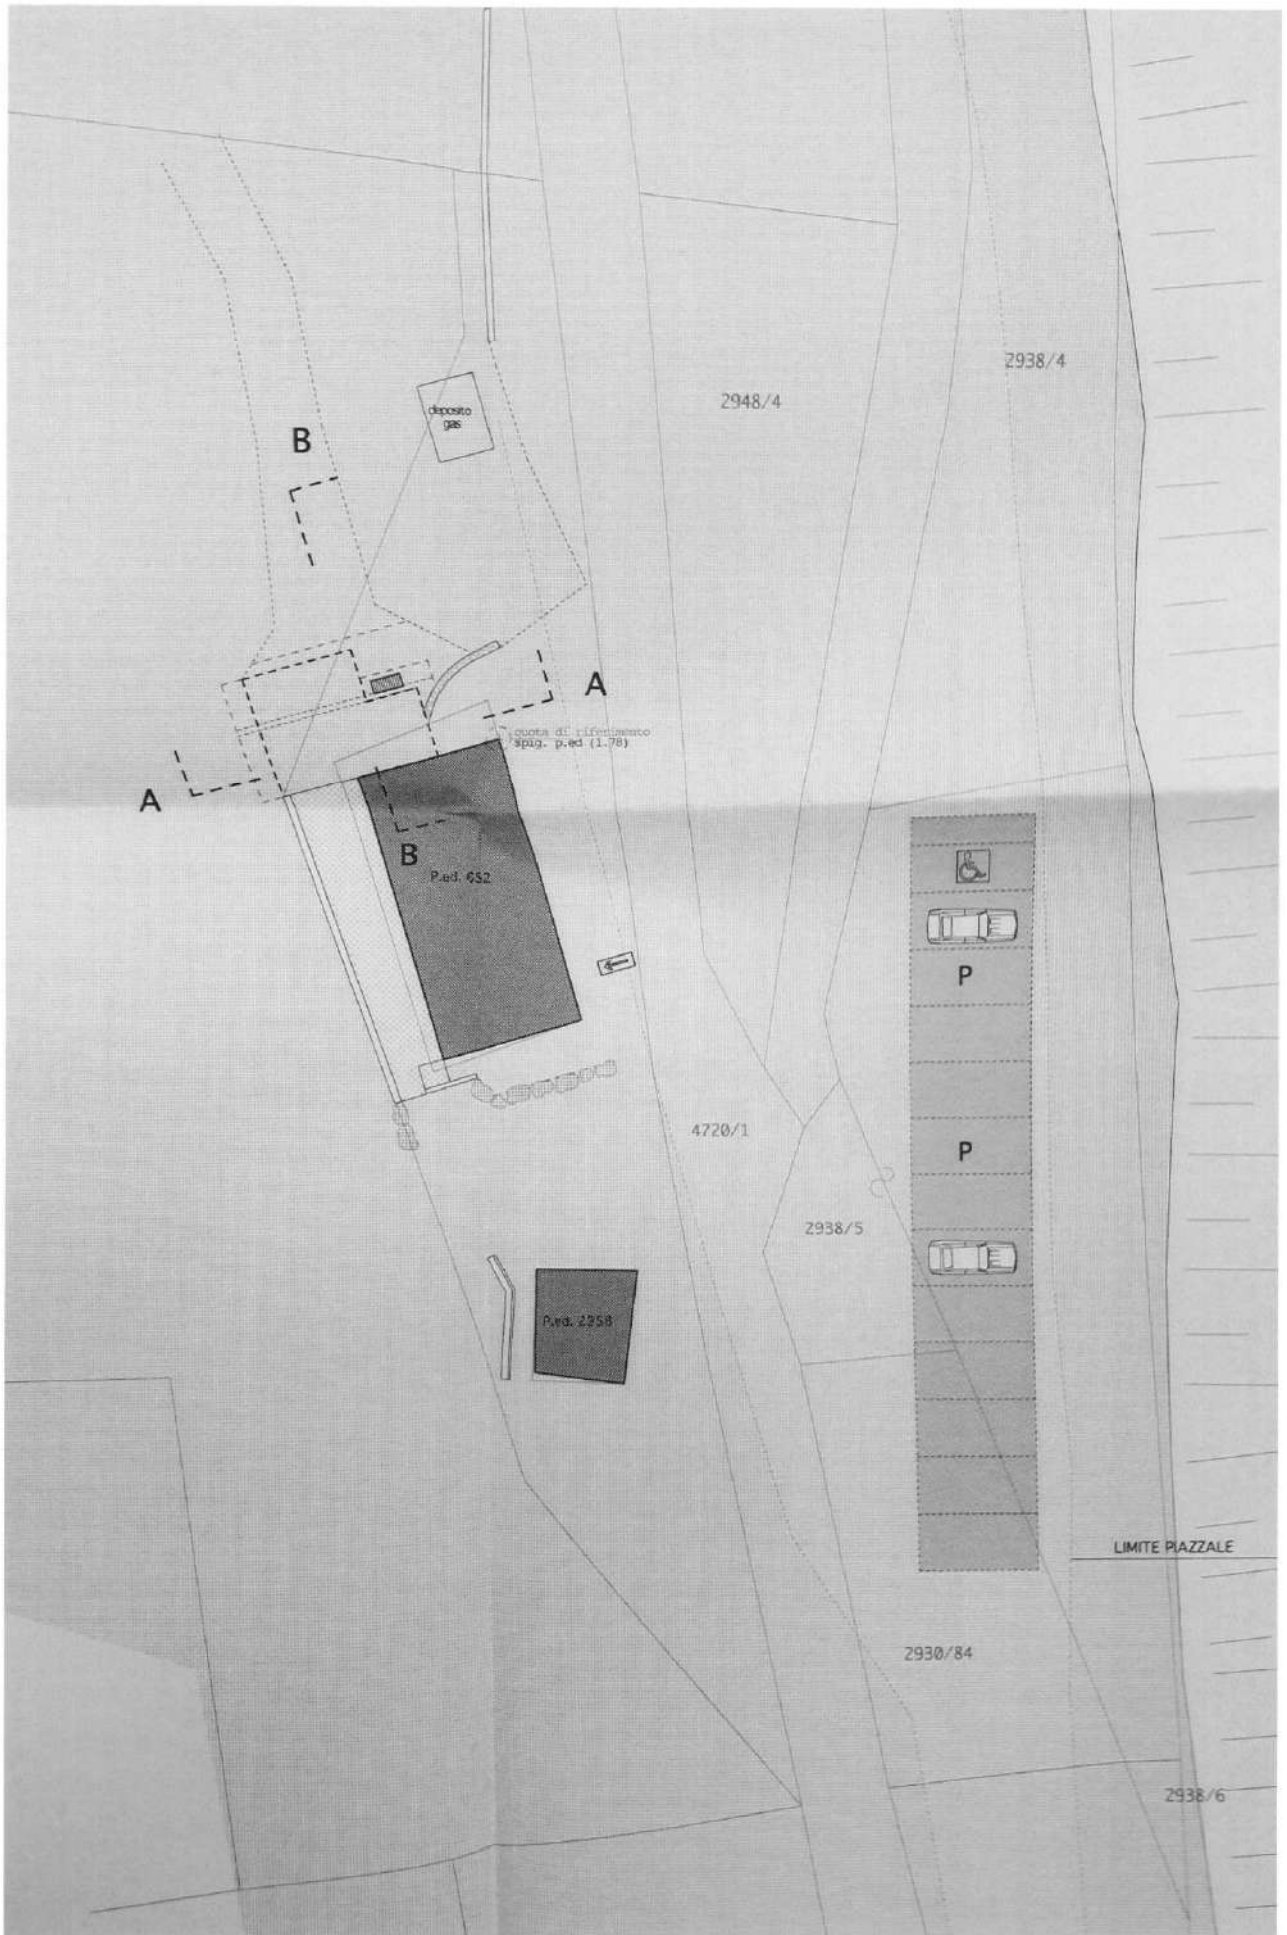 2938/4
2948/4
deposito
gas
B
A
quota di riferimento
spig. p.ed (1.78)
A
B
P.ed. 652
P
4720/1
P
2938/5
P.ed. 2358
LIMITE PIAZZALE
2930/84
2938/6